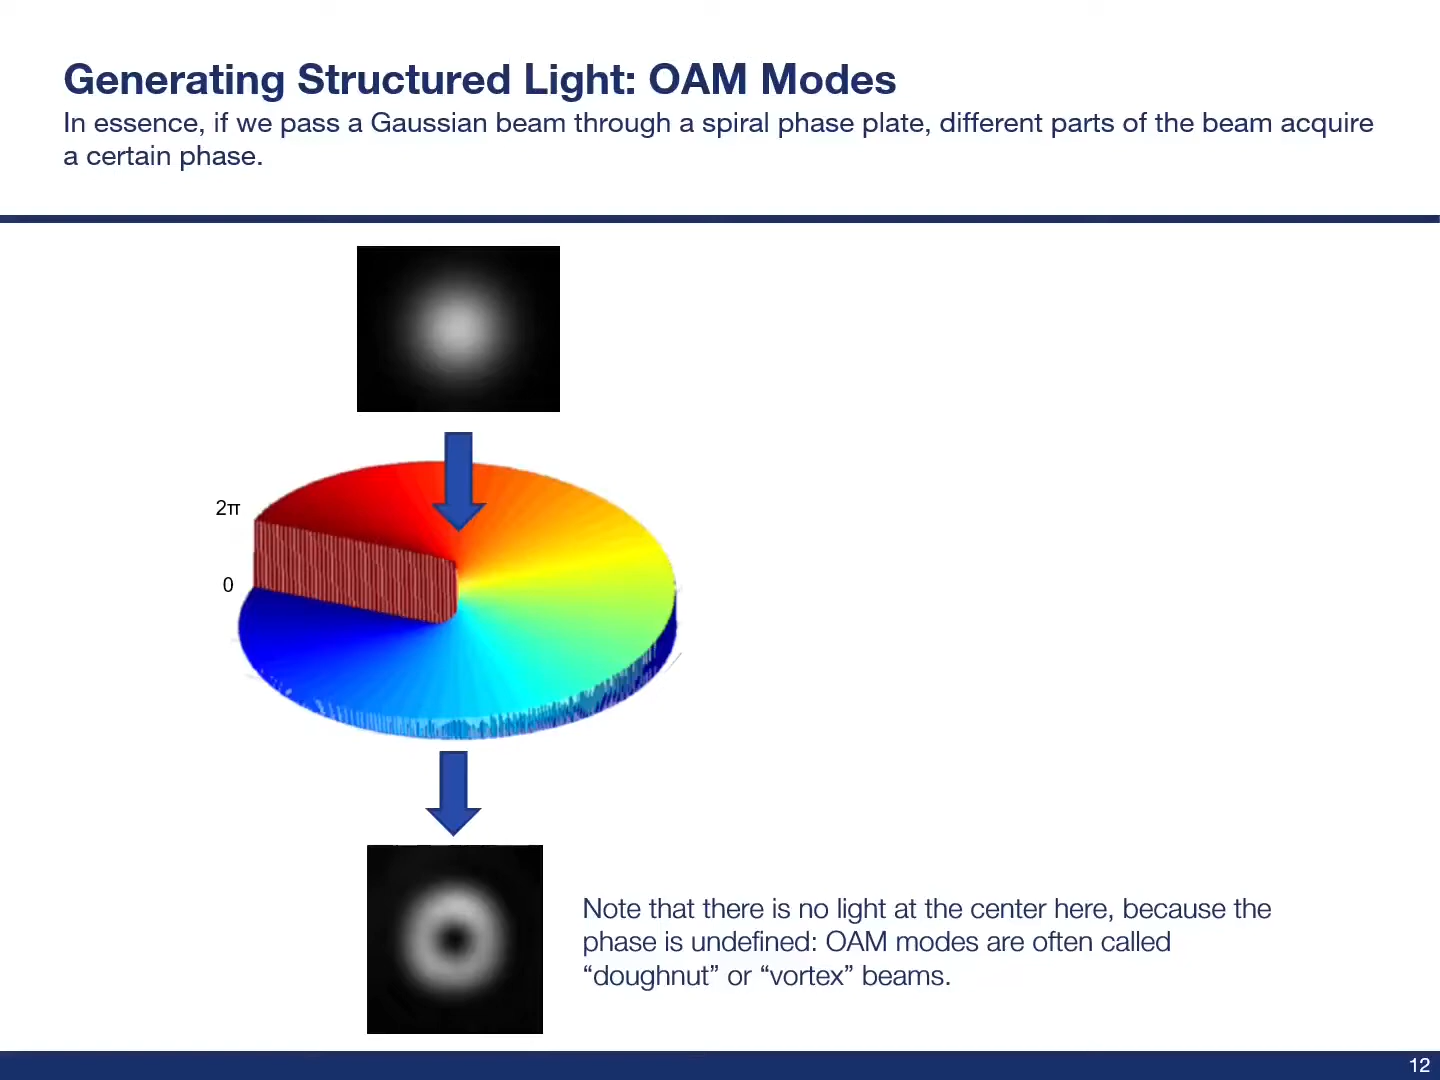 Generating Structured Light: OAM Modes
In essence, if we pass a Gaussian beam through a spiral phase plate, different parts of the beam acquire
a certain phase.
2π
0
Note that there is no light at the center here, because the
phase is undefined: OAM modes are often called
“doughnut” or “vortex” beams.
12